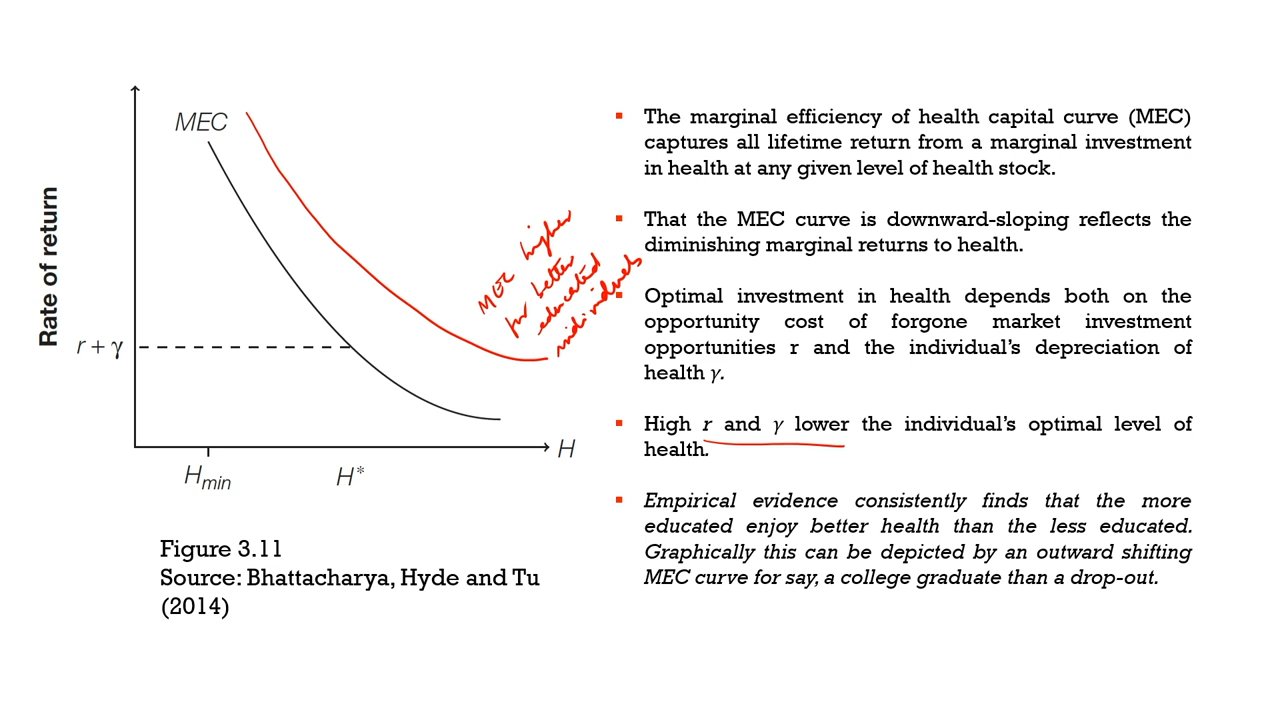 MEC
Rate of return
r + γ
H
H min
H*
MEC higher
for better
educated
individuals
Figure 3.11
Source: Bhattacharya, Hyde and Tu
(2014)
▪ The marginal efficiency of health capital curve (MEC)
captures all lifetime return from a marginal investment
in health at any given level of health stock.
▪ That the MEC curve is downward-sloping reflects the
diminishing marginal returns to health.
▪ Optimal investment in health depends both on the
opportunity cost of forgone market investment
opportunities r and the individual's depreciation of
health γ.
▪ High r and γ lower the individual's optimal level of
health.
▪ Empirical evidence consistently finds that the more
educated enjoy better health than the less educated.
Graphically this can be depicted by an outward shifting
MEC curve for say, a college graduate than a drop-out.